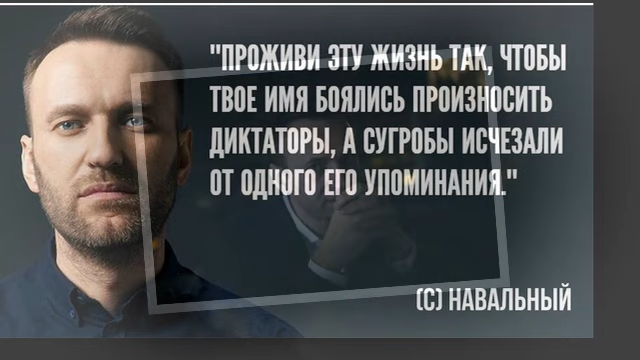 "ПРОЖИВИ ЭТУ ЖИЗНЬ ТАК, ЧТОБЫ
ТВОЕ ИМЯ БОЯЛИСЬ ПРОИЗНОСИТЬ
ДИКТАТОРЫ, А СУГРОБЫ ИСЧЕЗАЛИ
ОТ ОДНОГО ЕГО УПОМИНАНИЯ."
(С) НАВАЛЬНЫЙ